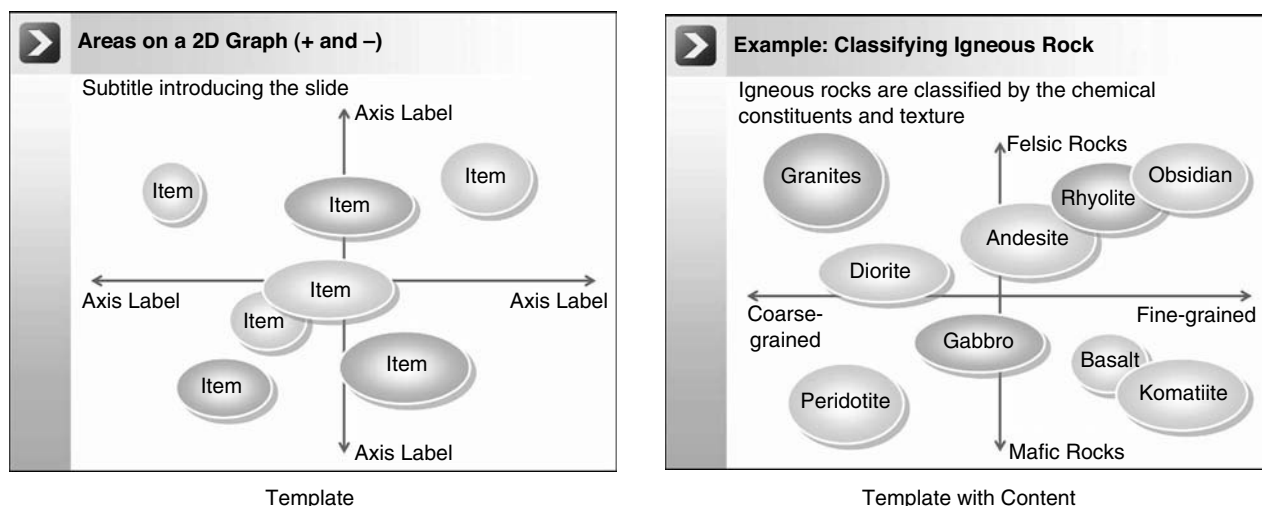 Areas on a 2D Graph (+ and –)
Subtitle introducing the slide
Axis Label
Item
Item
Item
Item
Axis Label
Axis Label
Item
Item
Item
Axis Label
Template
Example: Classifying Igneous Rock
Igneous rocks are classified by the chemical
constituents and texture
Felsic Rocks
Granites
Obsidian
Rhyolite
Andesite
Diorite
Coarse-
grained
Fine-grained
Gabbro
Basalt
Komatiite
Peridotite
Mafic Rocks
Template with Content